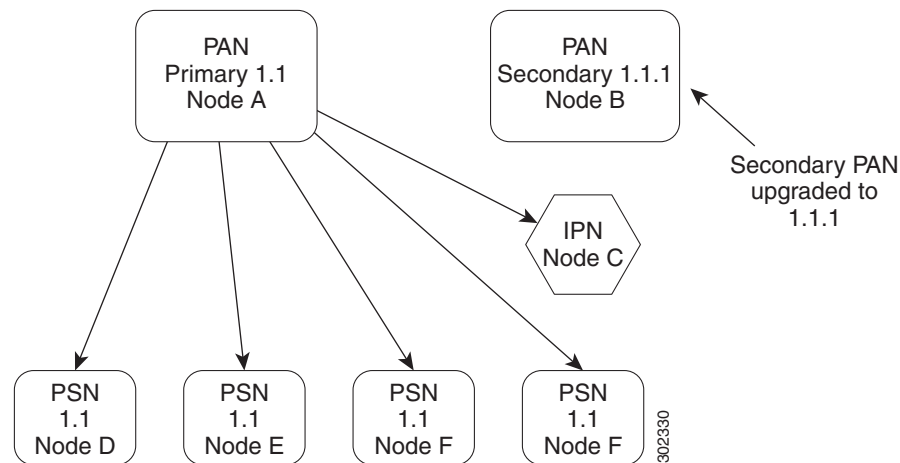 PAN
Primary 1.1
Node A
PAN
Secondary 1.1.1
Node B
Secondary PAN
upgraded to
1.1.1
IPN
Node C
PSN
1.1
Node D
PSN
1.1
Node E
PSN
1.1
Node F
PSN
1.1
Node F
302330